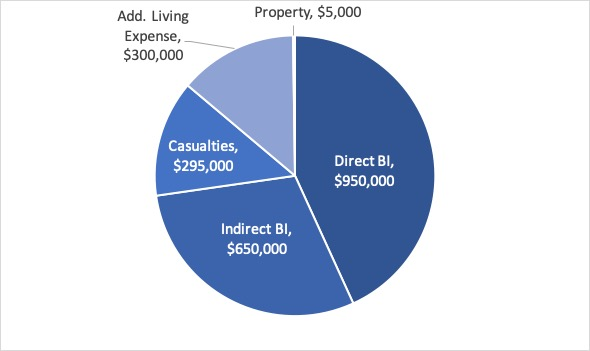 Add. Living
Expense,
$300,000
Property, $5,000
Casualties,
$295,000
Direct BI,
$950,000
Indirect BI,
$650,000